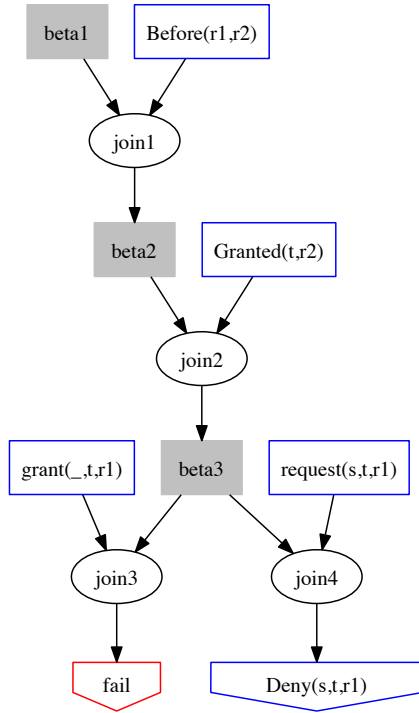 beta1
Before(r1,r2)
join1
beta2
Granted(t,r2)
join2
grant(_,t,r1)
beta3
request(s,t,r1)
join3
join4
fail
Deny(s,t,r1)